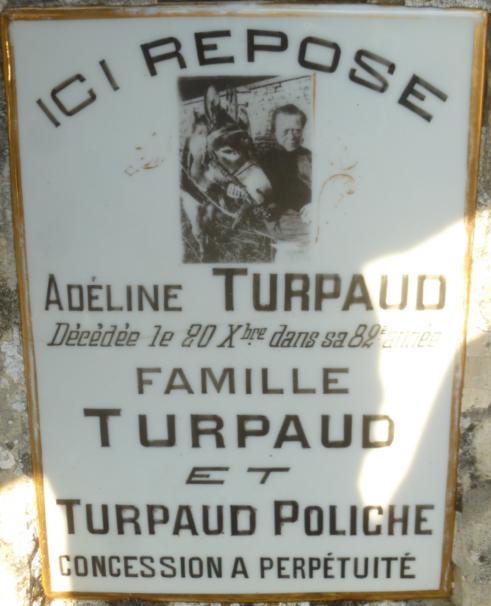 ICI REPOSE
ADÉLINE TURPAUD
Décédée le 20 Xbre dans sa 82e année
FAMILLE
TURPAUD
ET
TURPAUD POLICHE
CONCESSION A PERPÉTUITÉ